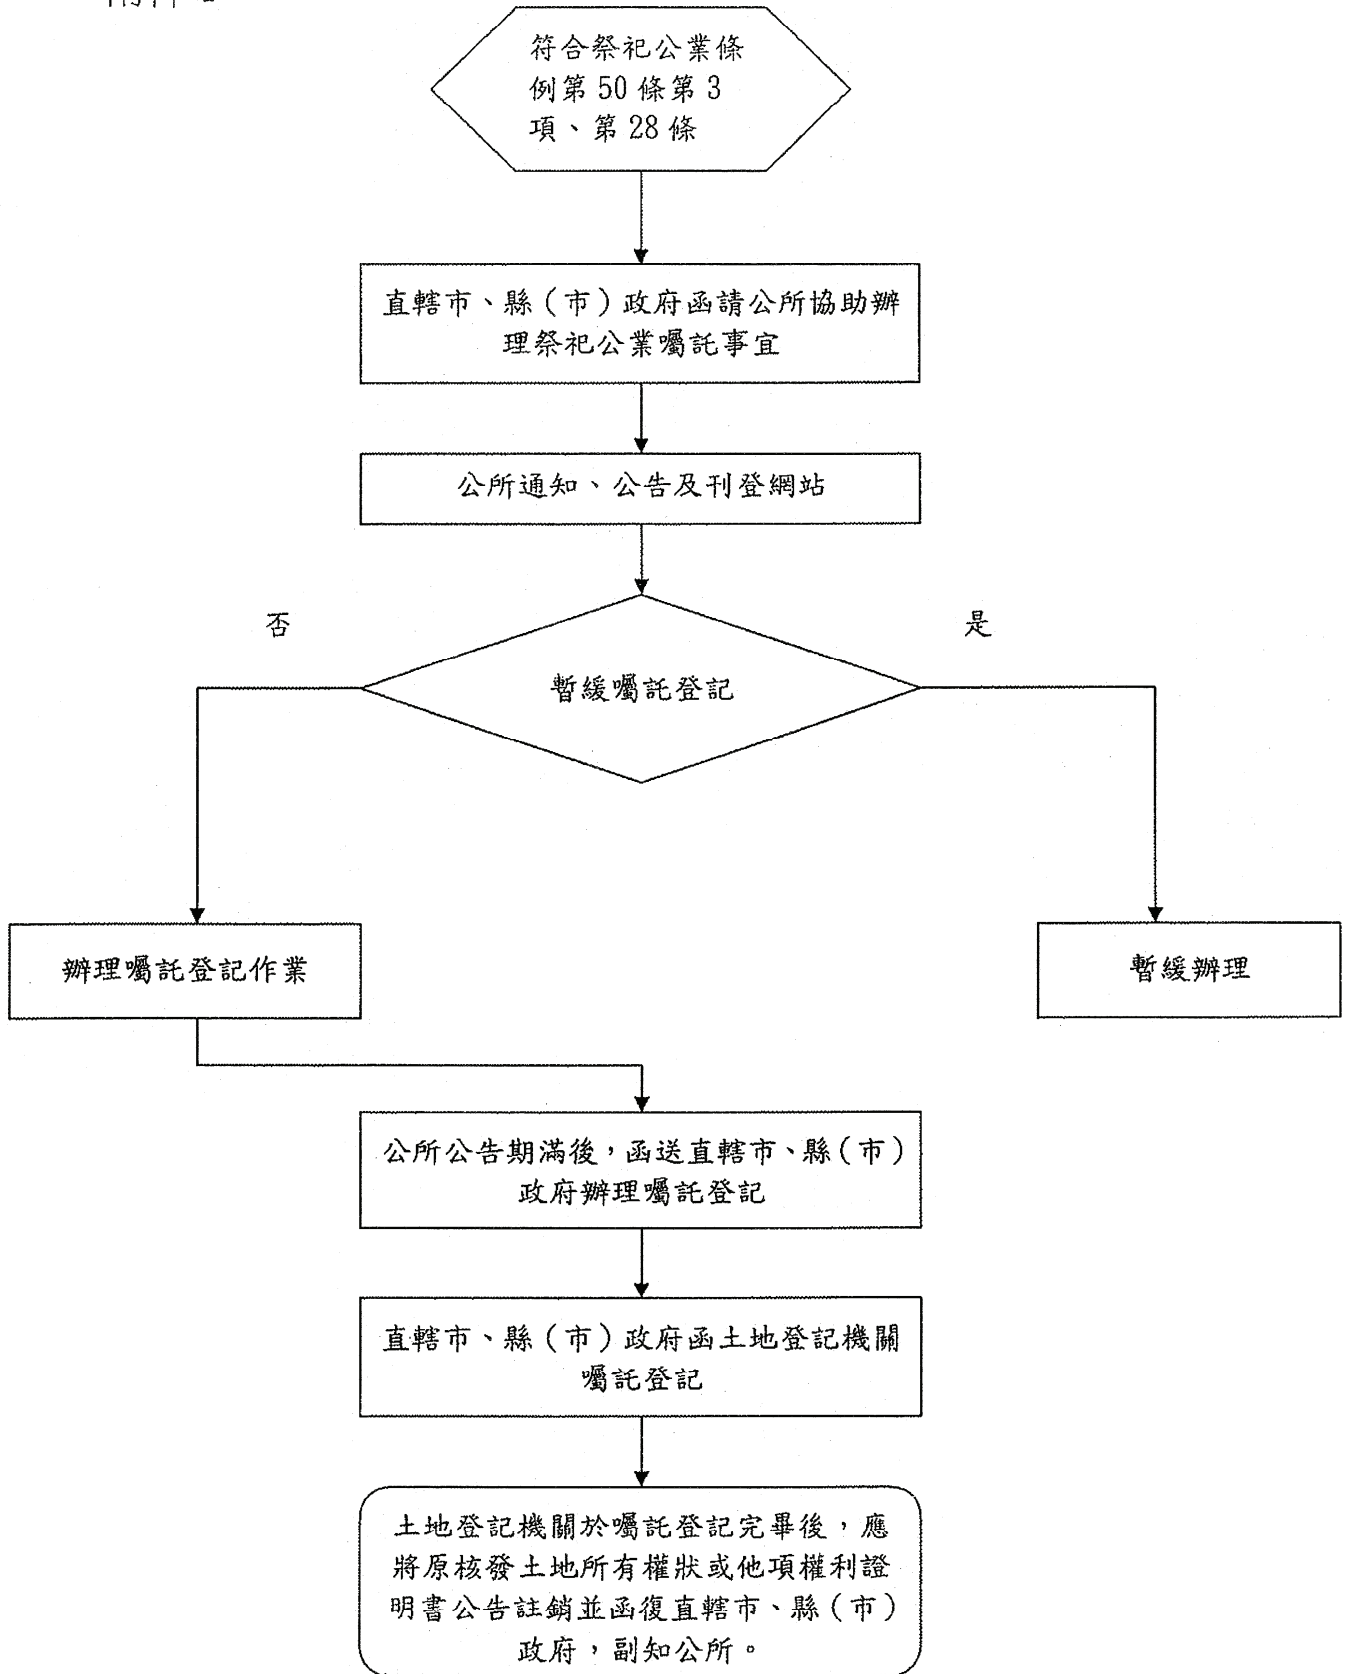 符合祭祀公業條
例第50條第3
項、第28條
直轄市、縣（市）政府函請公所協助辦
理祭祀公業囑託事宜
公所通知、公告及刊登網站
否
是
暫緩囑託登記
辦理囑託登記作業
暫緩辦理
公所公告期滿後，函送直轄市、縣（市）
政府辦理囑託登記
直轄市、縣（市）政府函土地登記機關
囑託登記
土地登記機關於囑託登記完畢後，應
將原核發土地所有權狀或他項權利證
明書公告註銷並函復直轄市、縣（市）
政府，副知公所。